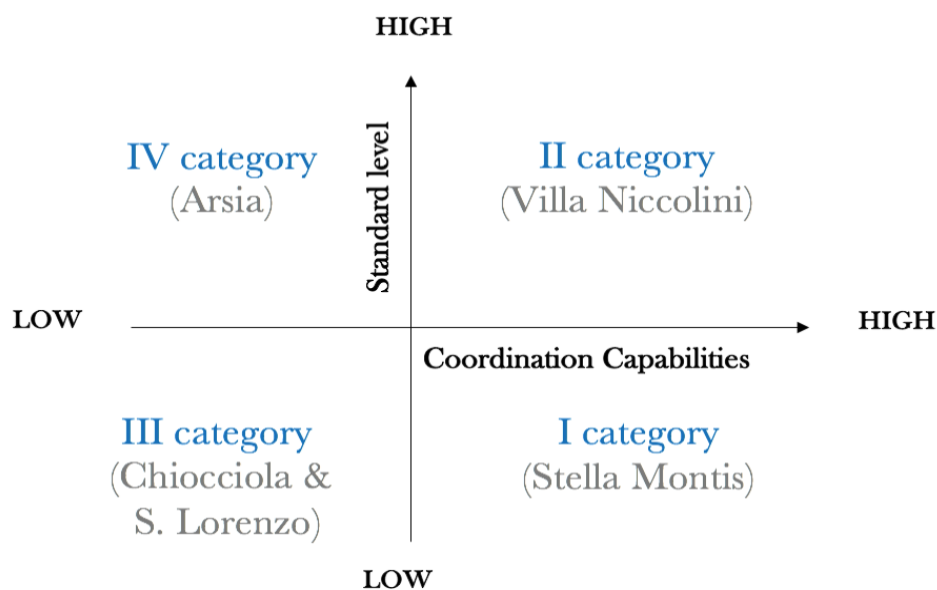 HIGH
IV category
(Arsia)
Standard level
II category
(Villa Niccolini)
LOW
HIGH
Coordination Capabilities
III category
(Chiocciola &
S. Lorenzo)
I category
(Stella Montis)
LOW